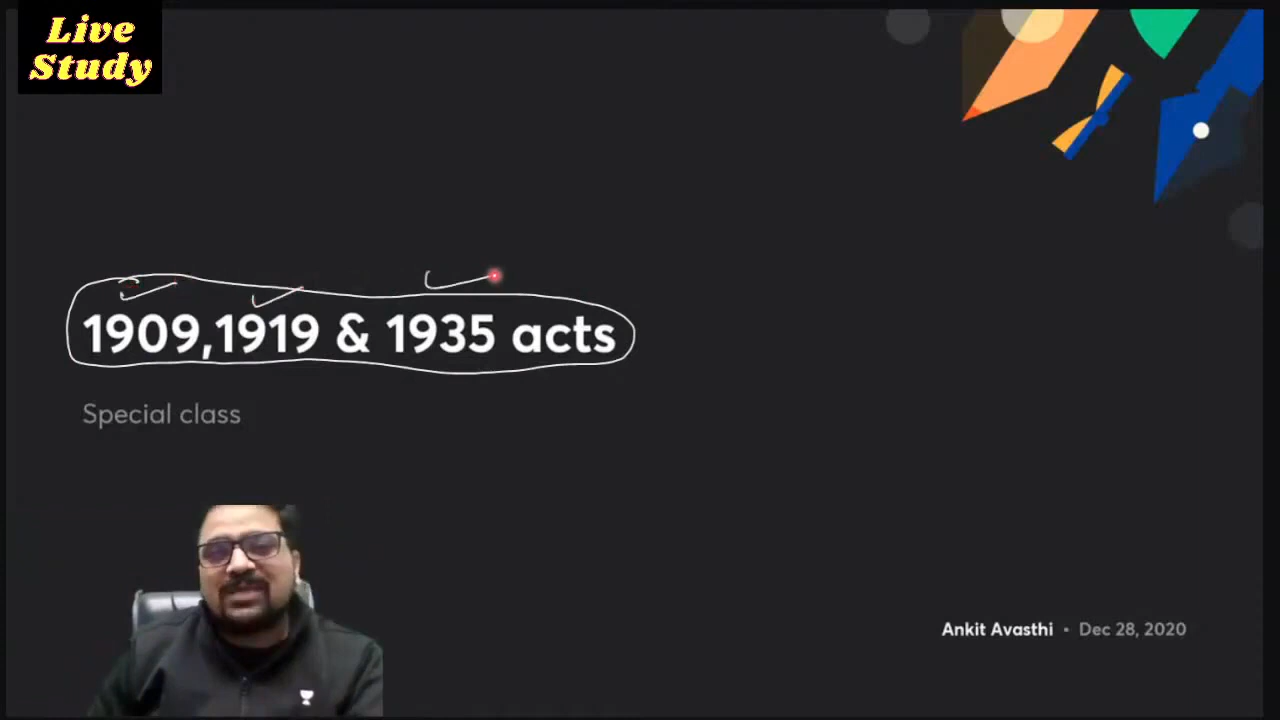 Live
Study
1909,1919 & 1935 acts
Special class
Ankit Avasthi • Dec 28, 2020